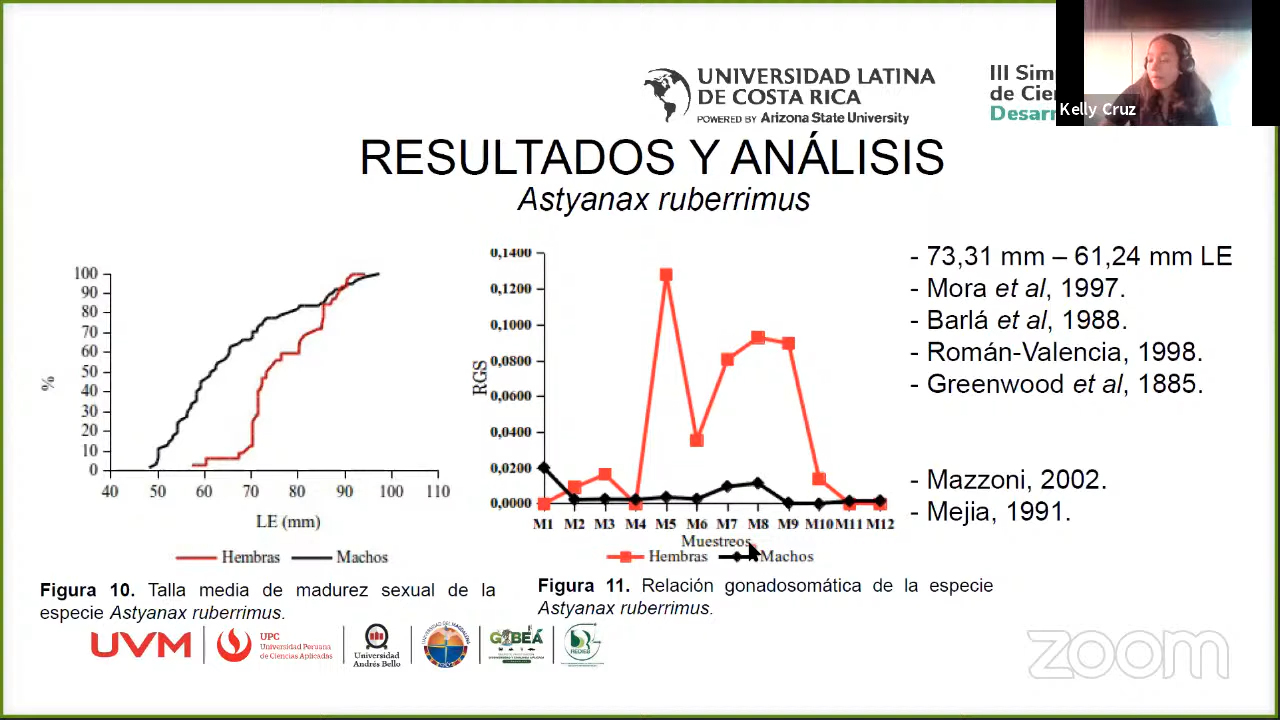 UNIVERSIDAD LATINA
DE COSTA RICA
POWERED BY Arizona State University
III Sim
de Cien
Desarr
Kelly Cruz
RESULTADOS Y ANÁLISIS
Astyanax ruberrimus
100
90
80
70
60
50
40
30
20
10
0
%
40 50 60 70 80 90 100 110
LE (mm)
Hembras Machos
Figura 10. Talla media de madurez sexual de la
especie Astyanax ruberrimus.
0,1400
0,1200
0,1000
0,0800
0,0600
0,0400
0,0200
0,0000
RGS
M1 M2 M3 M4 M5 M6 M7 M8 M9 M10 M11 M12
Muestreos
Hembras Machos
Figura 11. Relación gonadosomática de la especie
Astyanax ruberrimus.
- 73,31 mm – 61,24 mm LE
- Mora et al, 1997.
- Barlá et al, 1988.
- Román-Valencia, 1998.
- Greenwood et al, 1885.
- Mazzoni, 2002.
- Mejia, 1991.
UVM
UPC
Universidad Peruana
de Ciencias Aplicadas
Universidad
Andrés Bello
zoom